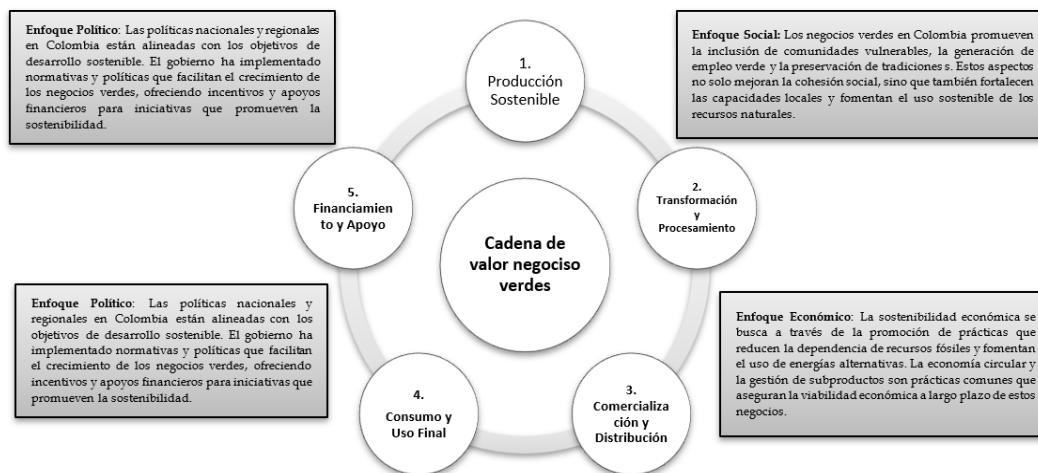 Enfoque Político: Las políticas nacionales y regionales
en Colombia están alineadas con los objetivos de
desarrollo sostenible. El gobierno ha implementado
normativas y políticas que facilitan el crecimiento de
los negocios verdes, ofreciendo incentivos y apoyos
financieros para iniciativas que promueven la
sostenibilidad.
1.
Producción
Sostenible
Enfoque Social: Los negocios verdes en Colombia promueven
la inclusión de comunidades vulnerables, la generación de
empleo verde y la preservación de tradiciones s. Estos aspectos
no solo mejoran la cohesión social, sino que también fortalecen
las capacidades locales y fomentan el uso sostenible de los
recursos naturales.
5.
Financiamien
to y Apoyo
2.
Transformación
y
Procesamiento
Cadena de
valor negociso
verdes
Enfoque Político: Las políticas nacionales y
regionales en Colombia están alineadas con los
objetivos de desarrollo sostenible. El gobierno ha
implementado normativas y políticas que facilitan
el crecimiento de los negocios verdes, ofreciendo
incentivos y apoyos financieros para iniciativas que
promueven la sostenibilidad.
Enfoque Económico: La sostenibilidad económica se
busca a través de la promoción de prácticas que
reducen la dependencia de recursos fósiles y fomentan
el uso de energías alternativas. La economía circular y
la gestión de subproductos son prácticas comunes que
aseguran la viabilidad económica a largo plazo de estos
negocios.
4.
Consumo y
Uso Final
3.
Comercializa
ción y
Distribución